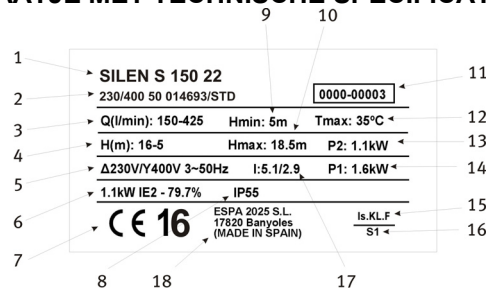 PLAATJE MET TECHNISCHE SPECIFICAT
9 10
1 SILEN S 150 22 11
2 230/400 50 014693/STD 0000-00003
3 Q(l/min): 150-425 Hmin: 5m Tmax: 35ºC 12
4 H(m): 16-5 Hmax: 18.5m P2: 1.1kW 13
5 Δ230V/Y400V 3~50Hz I:5.1/2.9 P1: 1.6kW 14
6 1.1kW IE2 - 79.7% IP55
7 CE 16 ESPA 2025 S.L. Is.KL.F 15
17820 Banyoles S1 16
(MADE IN SPAIN)
8 18 17